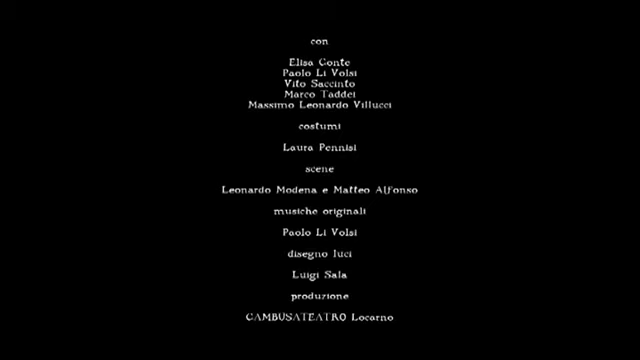 con
Elisa Conte
Paolo Li Volsi
Vito Saccinto
Marco Taddei
Massimo Leonardo Villucci
costumi
Laura Pennisi
scene
Leonardo Modena e Matteo Alfonso
musiche originali
Paolo Li Volsi
disegno luci
Luigi Sala
produzione
CAMBUSATEATRO Locarno